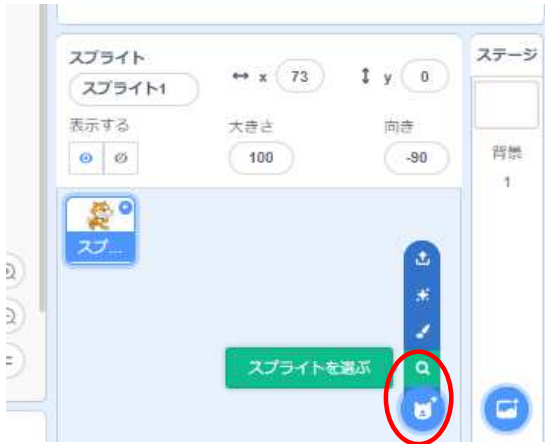 スプライト
ステージ
スプライト1
x 73
y 0
表示する
大きさ
向き
100
-90
背景
1
スプ...
スプライトを選ぶ